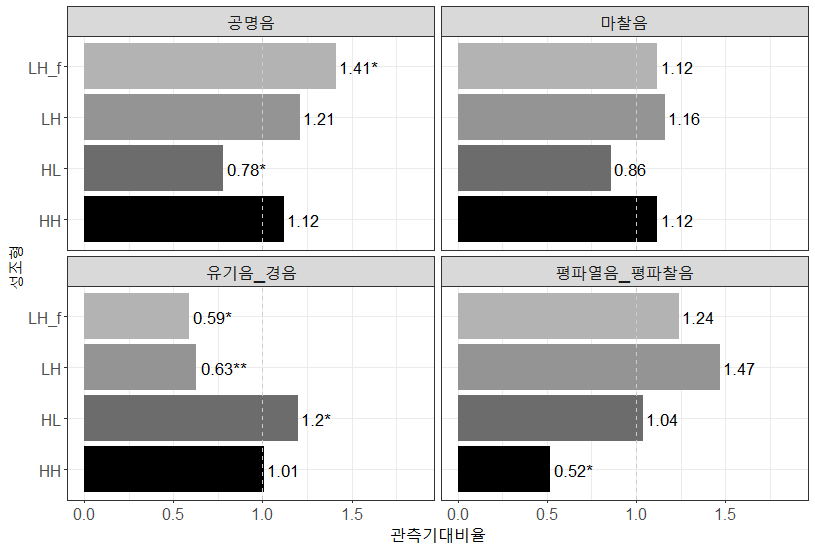 공명음
마찰음
LH_f
1.41*
1.12
LH
1.21
1.16
HL
0.78*
0.86
HH
1.12
1.12
성조형
유기음_경음
평파열음_평파찰음
LH_f
0.59*
1.24
LH
0.63**
1.47
HL
1.2*
1.04
HH
1.01
0.52*
0.0 0.5 1.0 1.5
0.0 0.5 1.0 1.5
관측기대비율